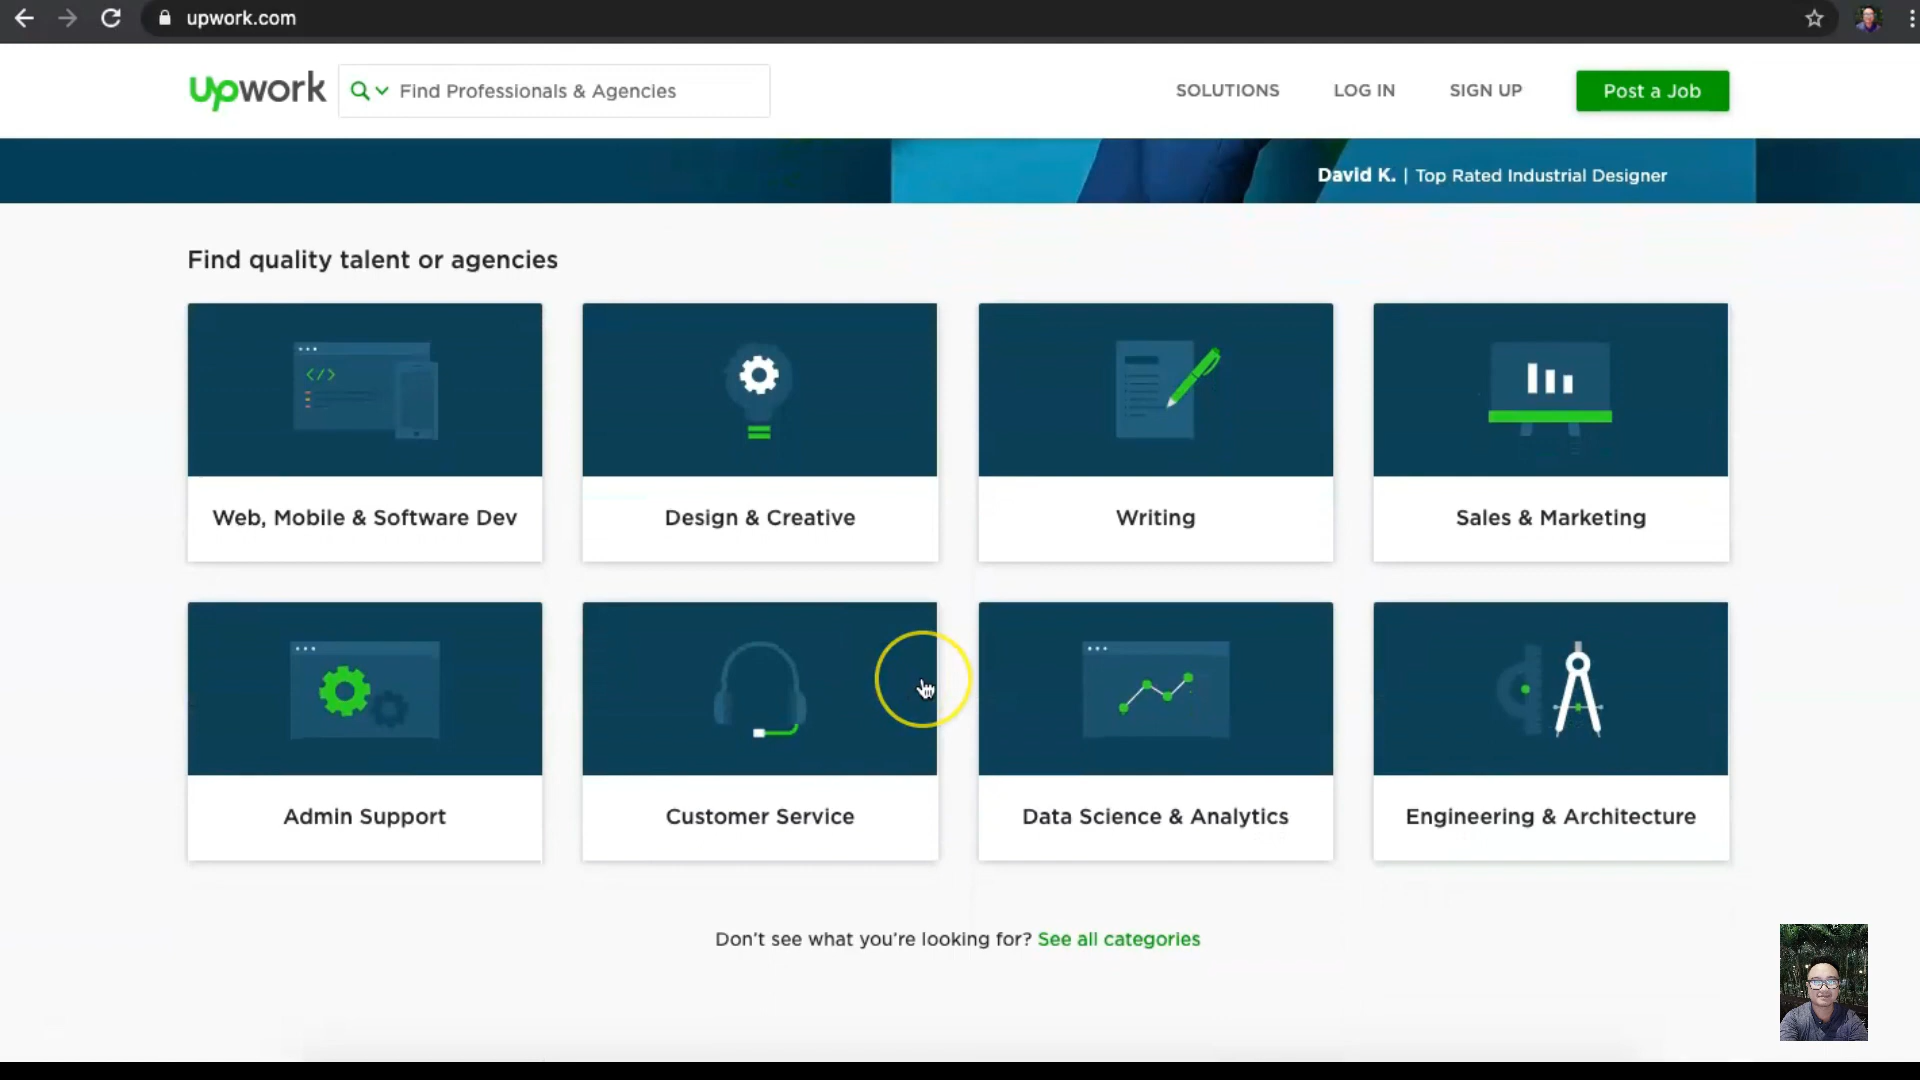 upwork.com
upwork
Find Professionals & Agencies
SOLUTIONS
LOG IN
SIGN UP
Post a Job
David K. | Top Rated Industrial Designer
Find quality talent or agencies
</>
Web, Mobile & Software Dev
Design & Creative
Writing
Sales & Marketing
Admin Support
Customer Service
Data Science & Analytics
Engineering & Architecture
Don't see what you're looking for? See all categories